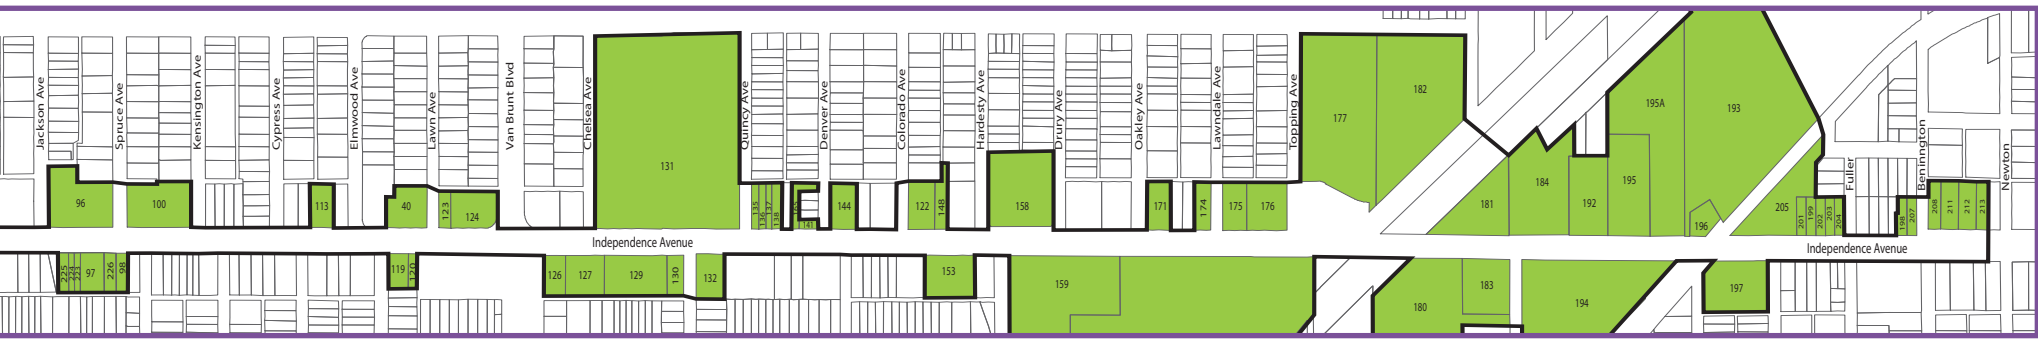 Jackson Ave
Spruce Ave
Kensington Ave
Cypress Ave
Elmwood Ave
Lawn Ave
Van Brunt Blvd
Chelsea Ave
Quincy Ave
Denver Ave
Colorado Ave
Hardesty Ave
Drury Ave
Oakley Ave
Lawndale Ave
Topping Ave
Fuller
Bennington
Newton
96
100
113
40
123
124
131
135
136
137
138
141
144
122
148
158
171
174
175
176
177
182
181
184
192
195
195A
193
196
205
201
199
202
203
204
198
207
208
211
212
213
Independence Avenue
Independence Avenue
225
224
223
97
226
98
119
120
126
127
129
130
132
153
159
180
183
194
197